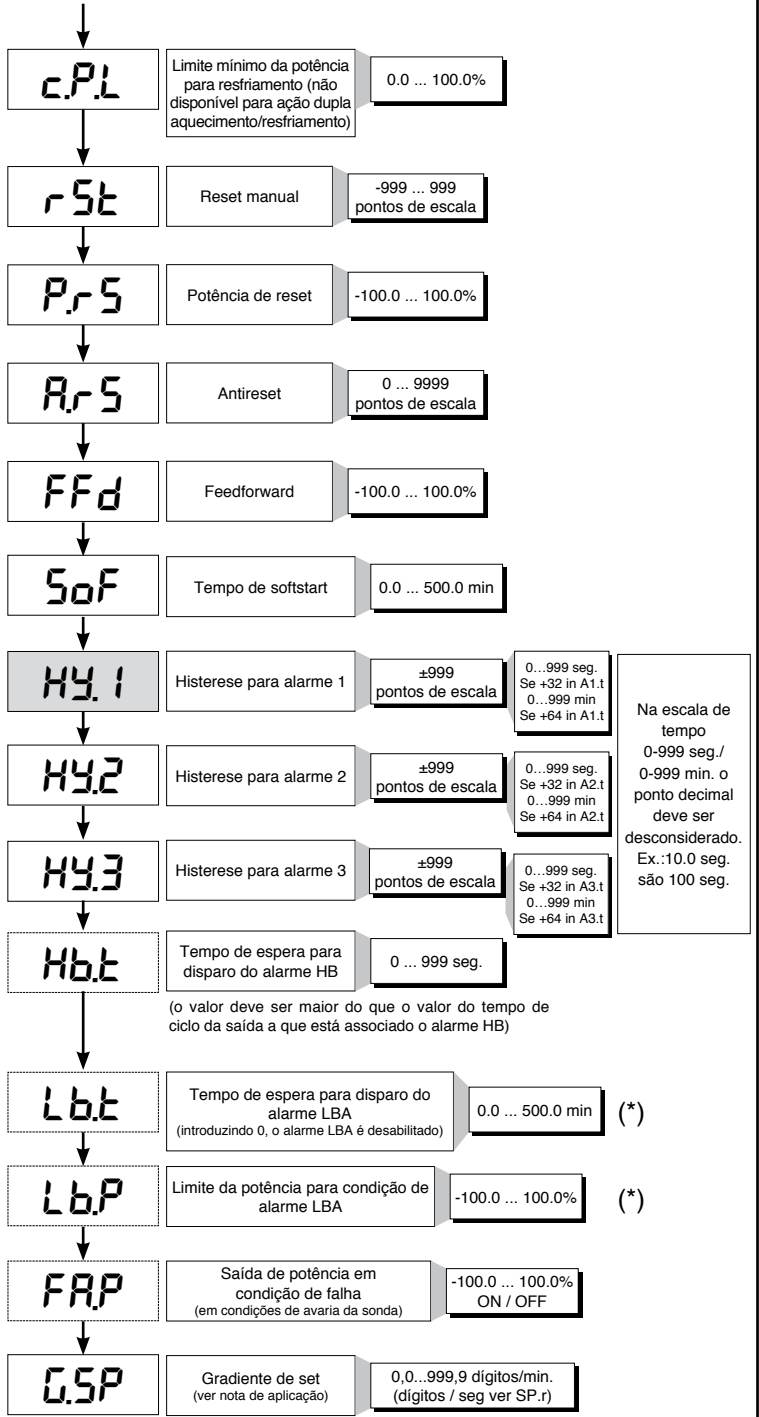 c.P.L
Limite mínimo da potência
para resfriamento (não
disponível para ação dupla
aquecimento/resfriamento)
0.0 ... 100.0%
rSt
Reset manual
-999 ... 999
pontos de escala
P.rS
Potência de reset
-100.0 ... 100.0%
A.rS
Antireset
0 ... 9999
pontos de escala
FFd
Feedforward
-100.0 ... 100.0%
SoF
Tempo de softstart
0.0 ... 500.0 min
HY.1
Histerese para alarme 1
±999
pontos de escala
0…999 seg.
Se +32 in A1.t
0…999 min
Se +64 in A1.t
HY.2
Histerese para alarme 2
±999
pontos de escala
0…999 seg.
Se +32 in A2.t
0…999 min
Se +64 in A2.t
HY.3
Histerese para alarme 3
±999
pontos de escala
0…999 seg.
Se +32 in A3.t
0…999 min
Se +64 in A3.t
Na escala de
tempo
0-999 seg./
0-999 min. o
ponto decimal
deve ser
desconsiderado.
Ex.:10.0 seg.
são 100 seg.
Hb.t
Tempo de espera para
disparo do alarme HB
0 ... 999 seg.
(o valor deve ser maior do que o valor do tempo de
ciclo da saída a que está associado o alarme HB)
Lb.t
Tempo de espera para disparo do
alarme LBA
(introduzindo 0, o alarme LBA é desabilitado)
0.0 ... 500.0 min
(*)
Lb.P
Limite da potência para condição de
alarme LBA
-100.0 ... 100.0%
(*)
FA.P
Saída de potência em
condição de falha
(em condições de avaria da sonda)
-100.0 ... 100.0%
ON / OFF
G.SP
Gradiente de set
(ver nota de aplicação)
0,0...999,9 dígitos/min.
(dígitos / seg ver SP.r)